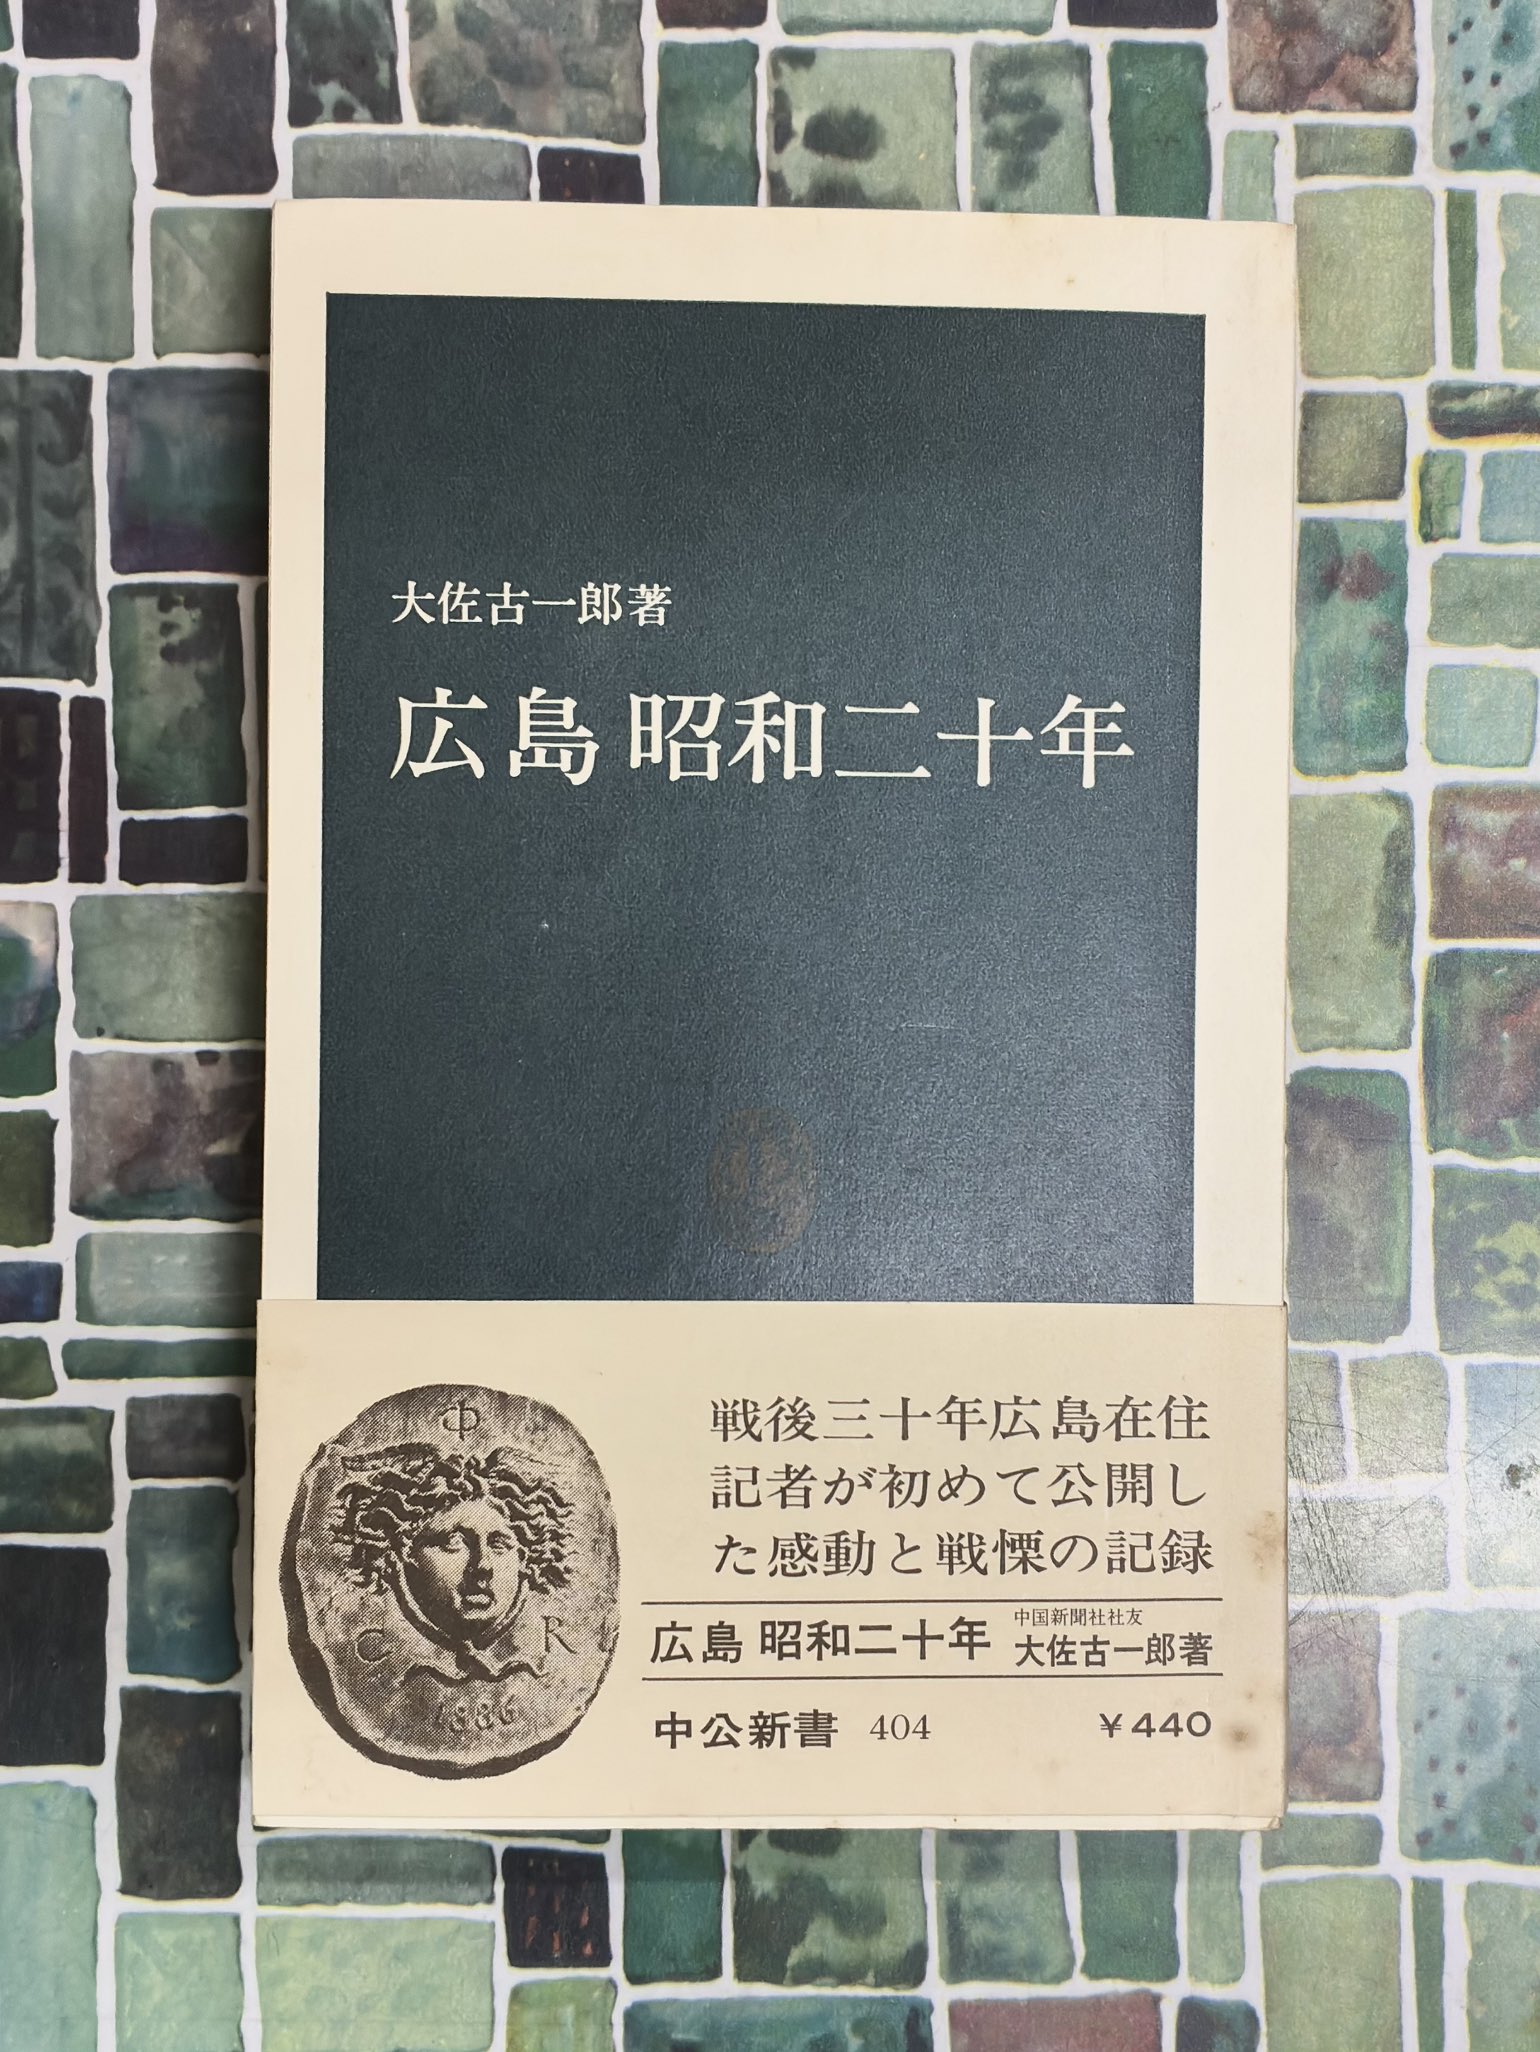 大佐古一郎著
広島 昭和二十年
戦後三十年広島在住
記者が初めて公開し
た感動と戦慄の記録
広島 昭和二十年
中国新聞社社友
大佐古一郎著
中公新書 404 ¥440
中
C R
1886